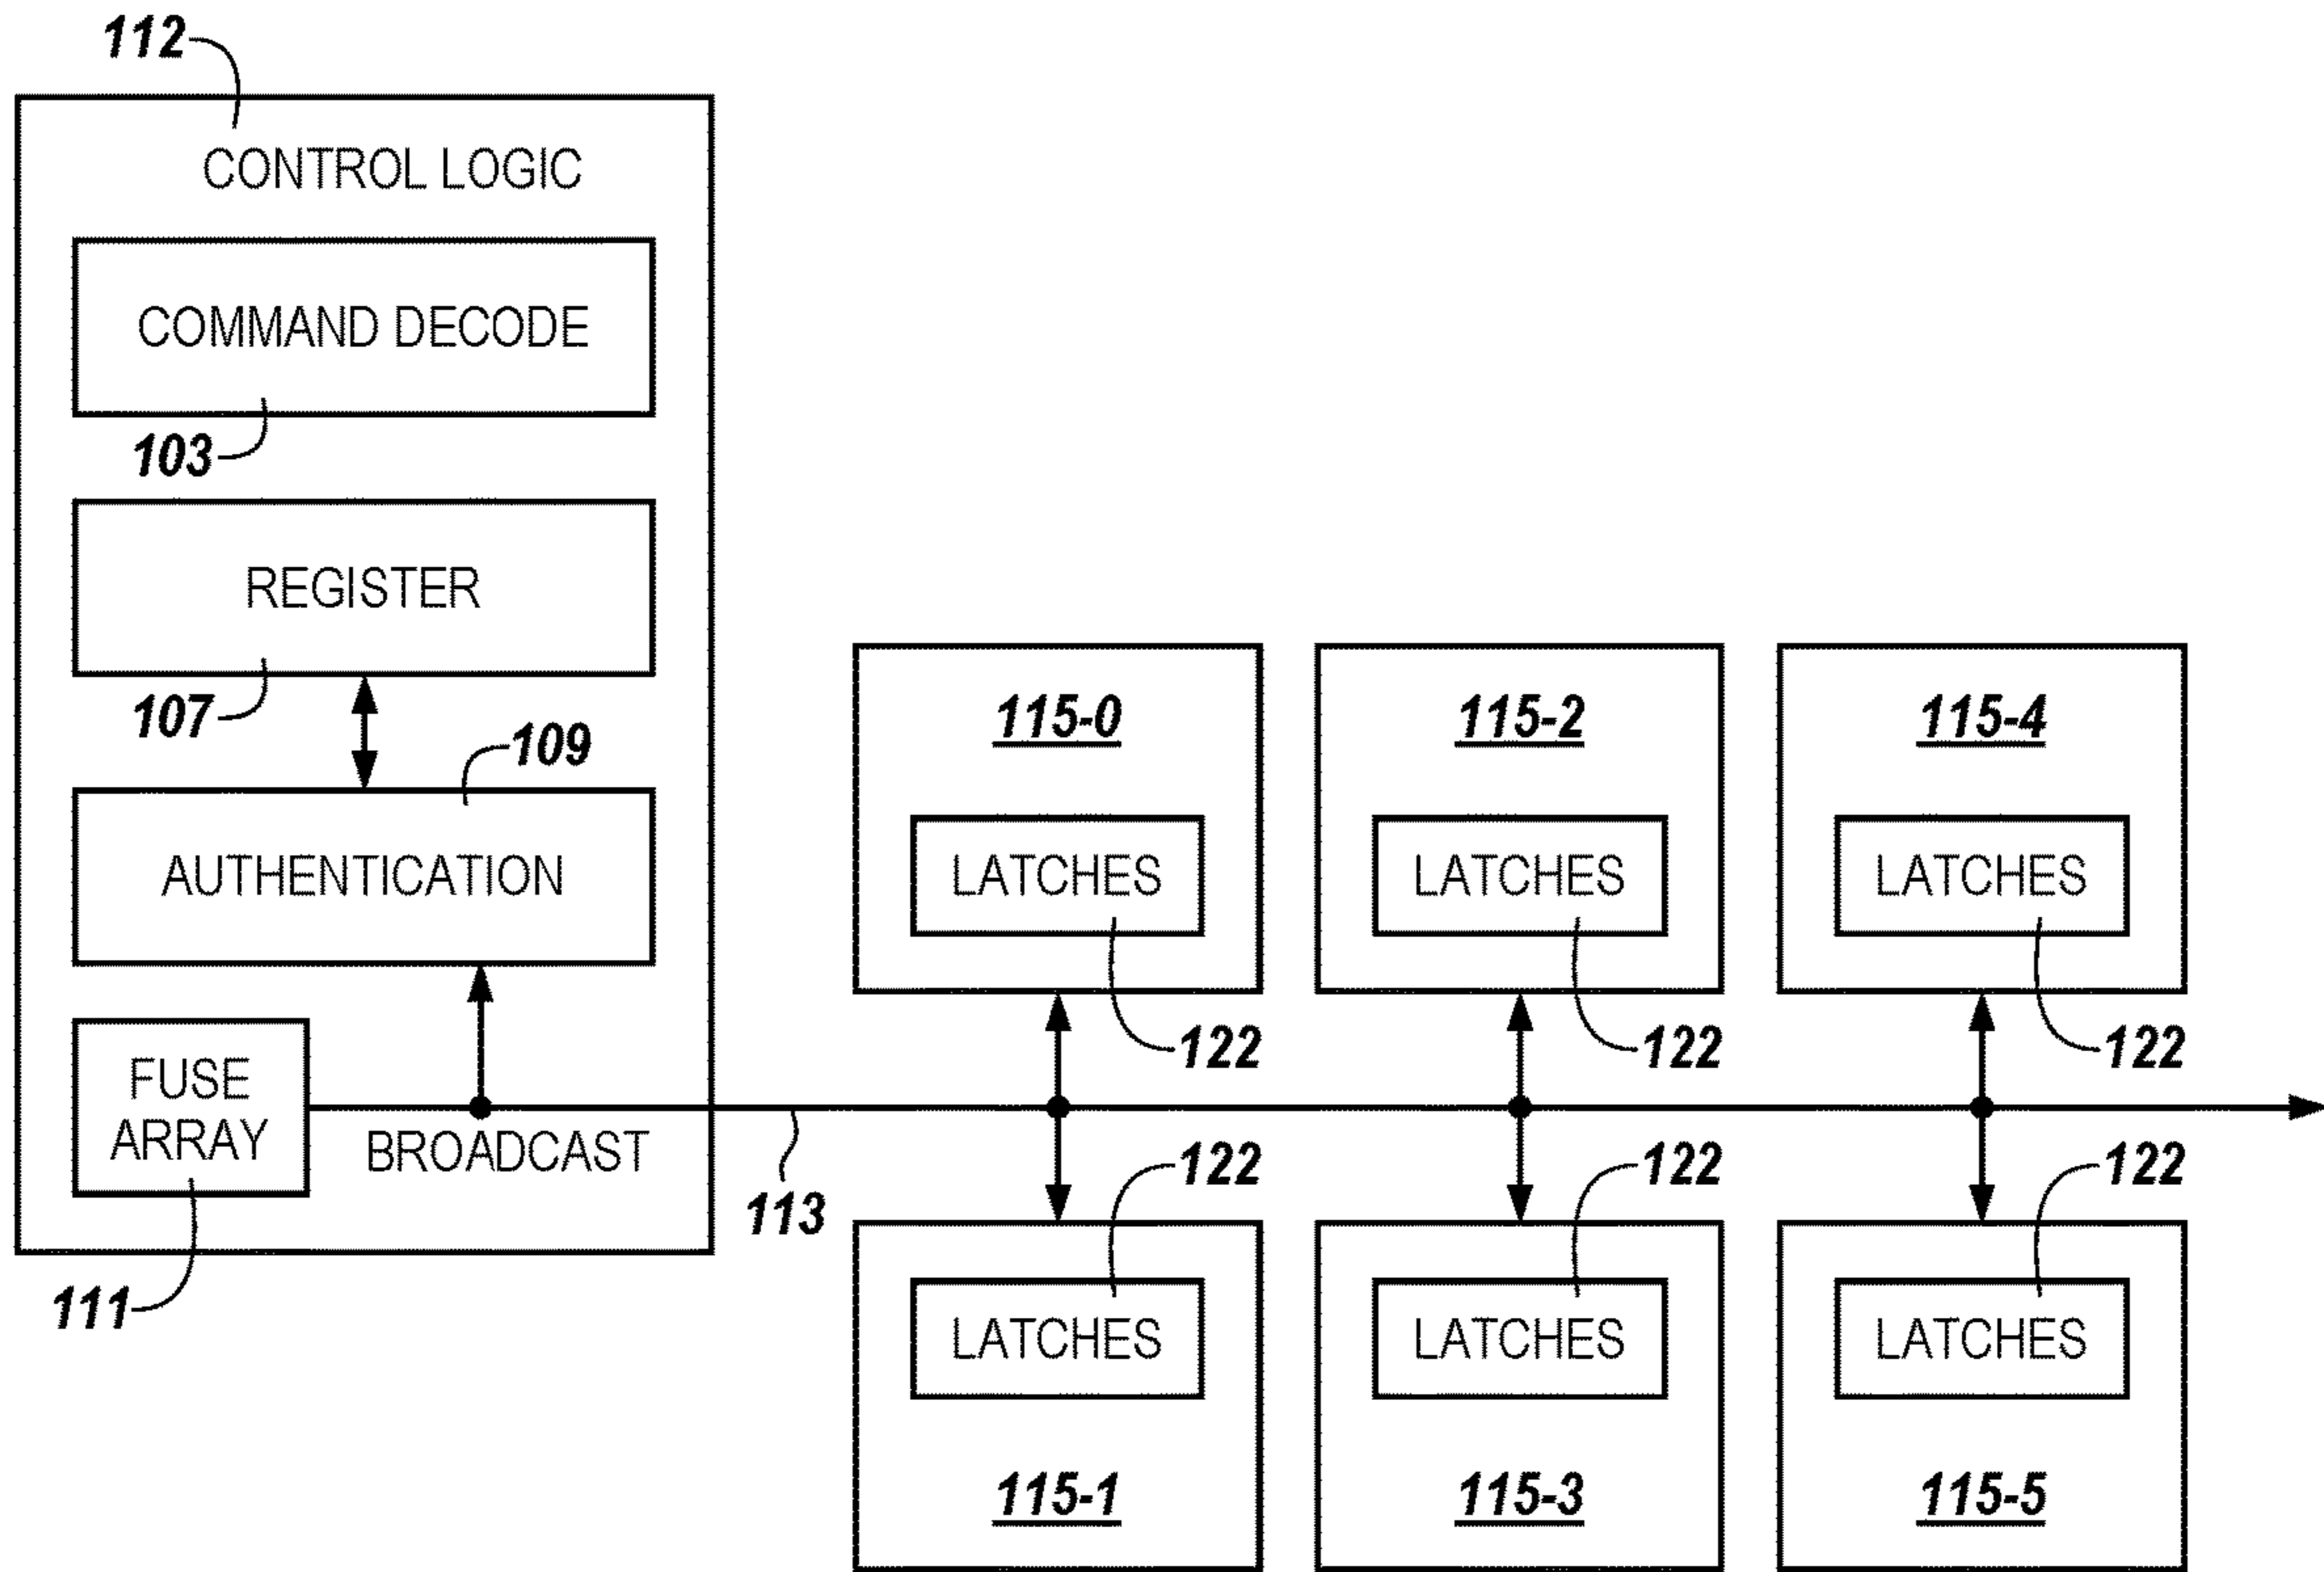 112
CONTROL LOGIC
COMMAND DECODE
103
REGISTER
107
109
AUTHENTICATION
FUSE
ARRAY
BROADCAST
111
113
115-0
LATCHES
122
115-2
LATCHES
122
115-4
LATCHES
122
122
LATCHES
115-1
122
LATCHES
115-3
122
LATCHES
115-5